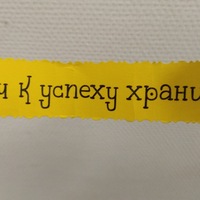 ч к успеху храни